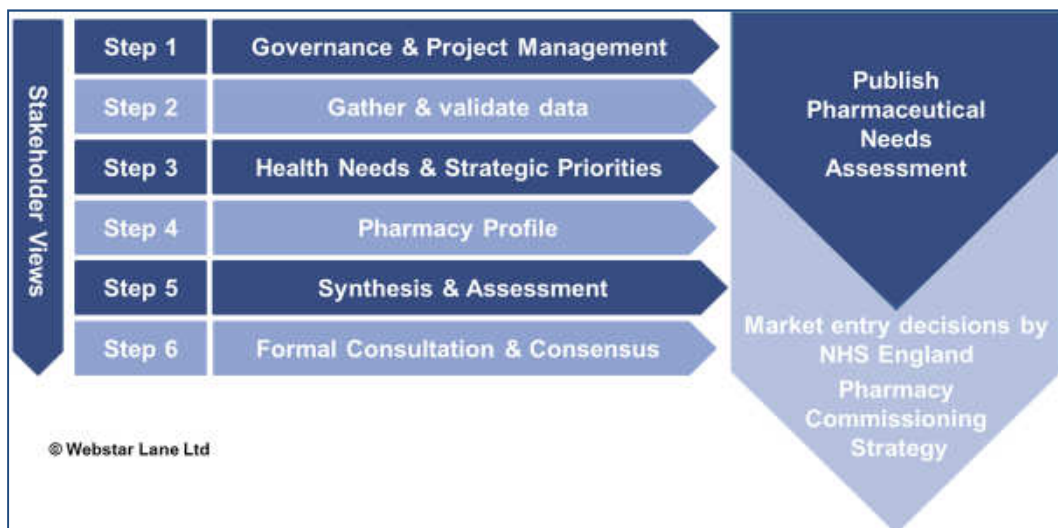 Stakeholder Views
Step 1
Governance & Project Management
Step 2
Gather & validate data
Step 3
Health Needs & Strategic Priorities
Step 4
Pharmacy Profile
Step 5
Synthesis & Assessment
Step 6
Formal Consultation & Consensus
Publish
Pharmaceutical
Needs
Assessment
Market entry decisions by
NHS England
Pharmacy
Commissioning
Strategy
© Webstar Lane Ltd